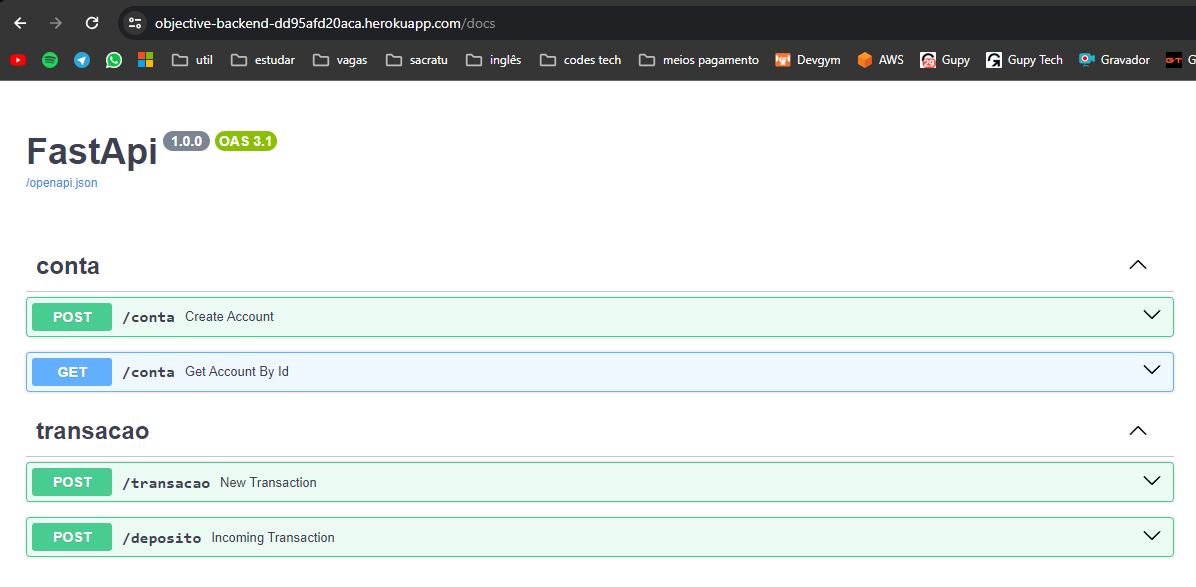 objective-backend-dd95afd20aca.herokuapp.com/docs
util estudar vagas sacratu inglês codes tech meios pagamento Devgym AWS Gupy Gupy Tech Gravador G
FastApi 1.0.0 OAS 3.1
/openapi.json
conta
POST /conta Create Account
GET /conta Get Account By Id
transacao
POST /transacao New Transaction
POST /deposito Incoming Transaction